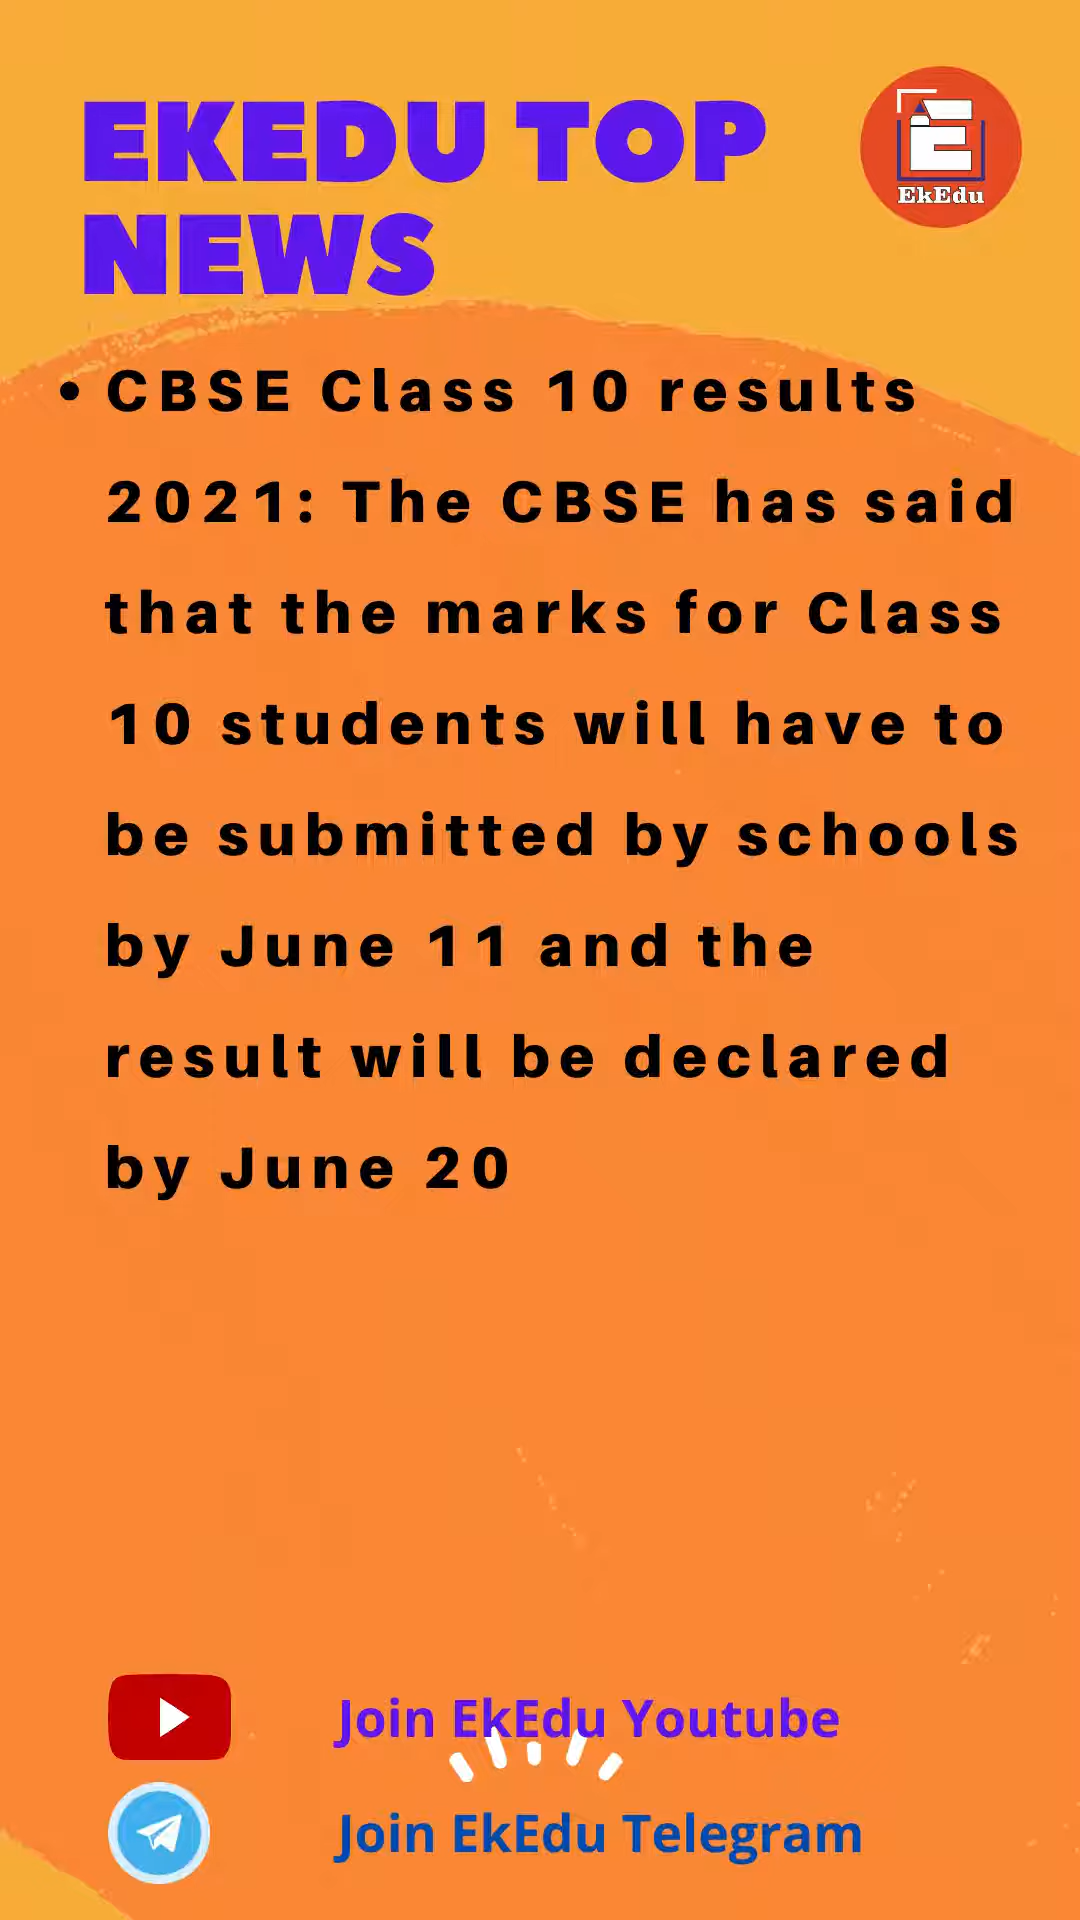 EKEDU TOP
NEWS
EkEdu
• CBSE Class 10 results
2021: The CBSE has said
that the marks for Class
10 students will have to
be submitted by schools
by June 11 and the
result will be declared
by June 20
Join EkEdu Youtube
Join EkEdu Telegram